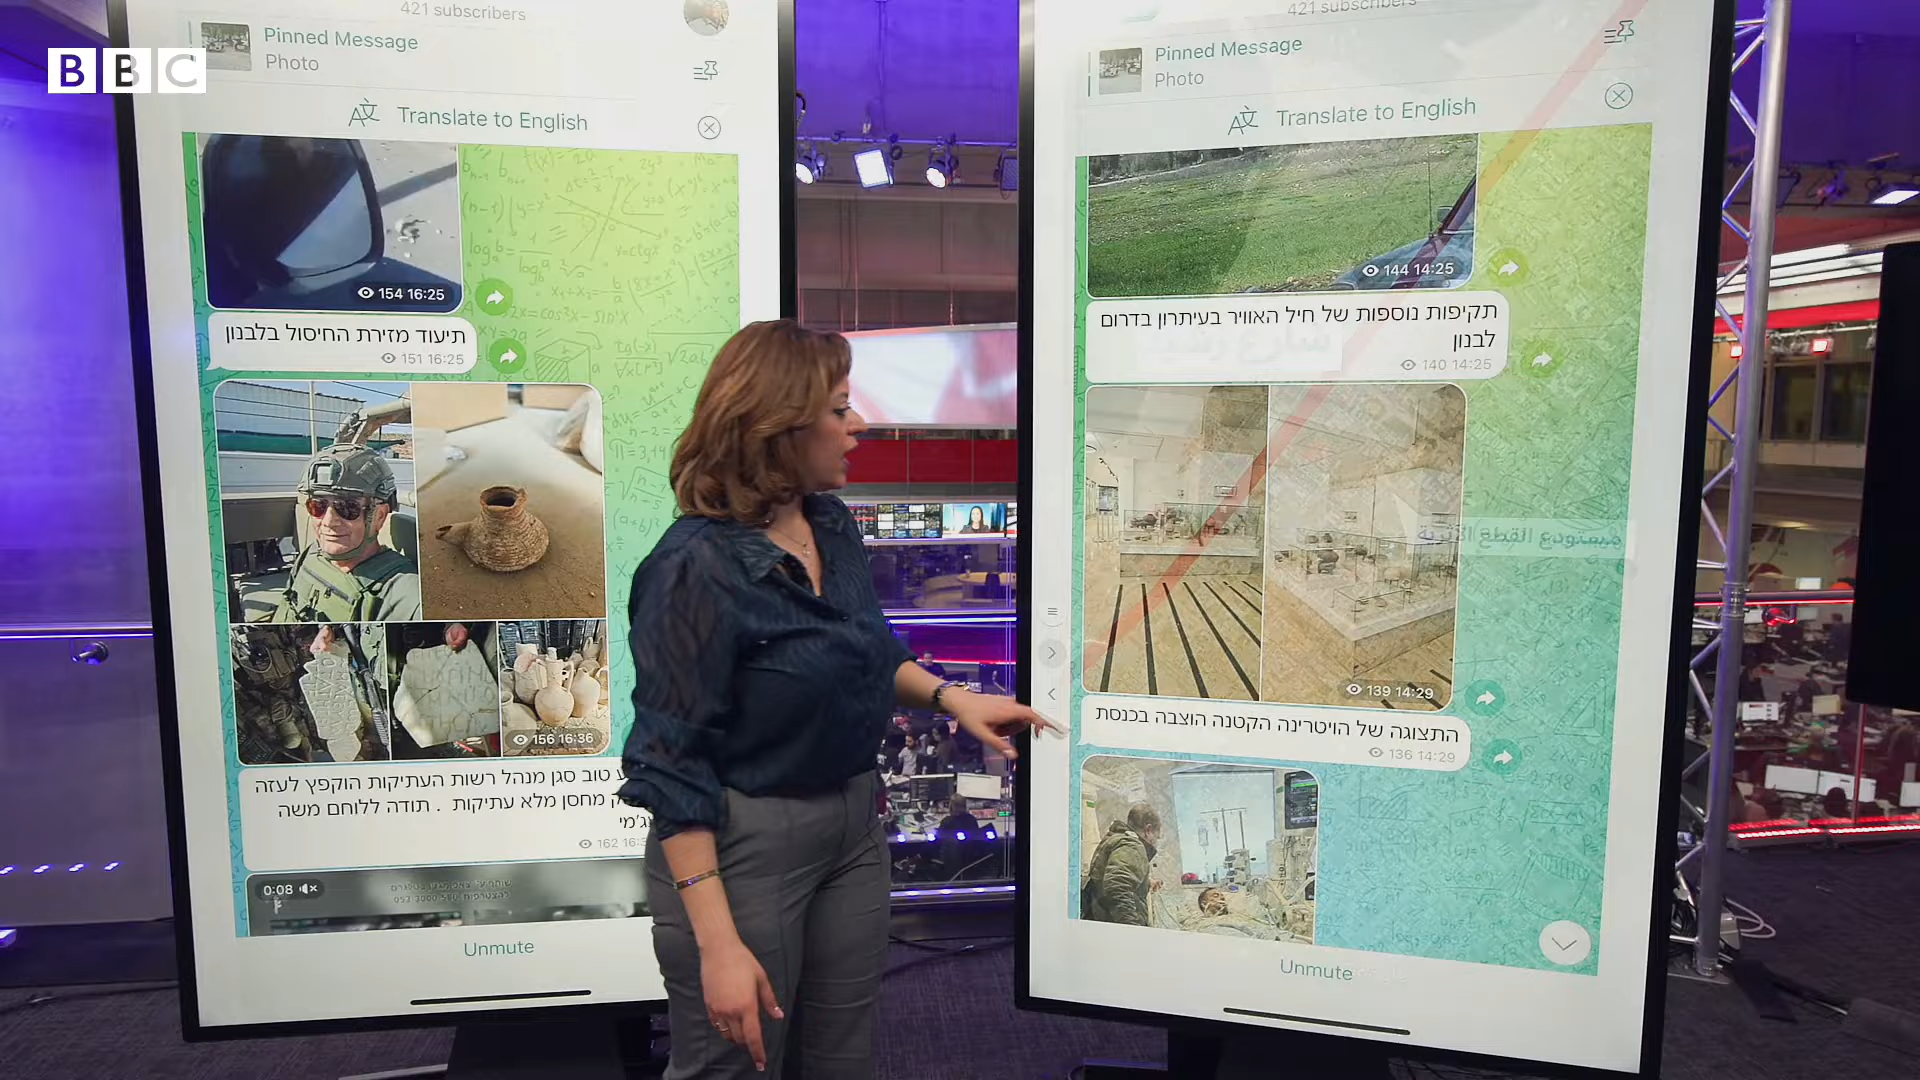 BBC
421 subscribers
Pinned Message
Photo
Translate to English
154 16:25
תיעוד מזירת החיסול בלבנון
151 16:25
156 16:36
טוב סגן מנהל רשות העתיקות הוקפץ לעזה
מחסן מלא עתיקות . תודה ללוחם משה
162
0:08
Unmute
421 subscribers
Pinned Message
Photo
Translate to English
144 14:25
תקיפות נוספות של חיל האוויר בעיתרון בדרום
לבנון
140 14:25
139 14:29
התצוגה של הויטרינה הקטנה הוצבה בכנסת
136 14:29
Unmute